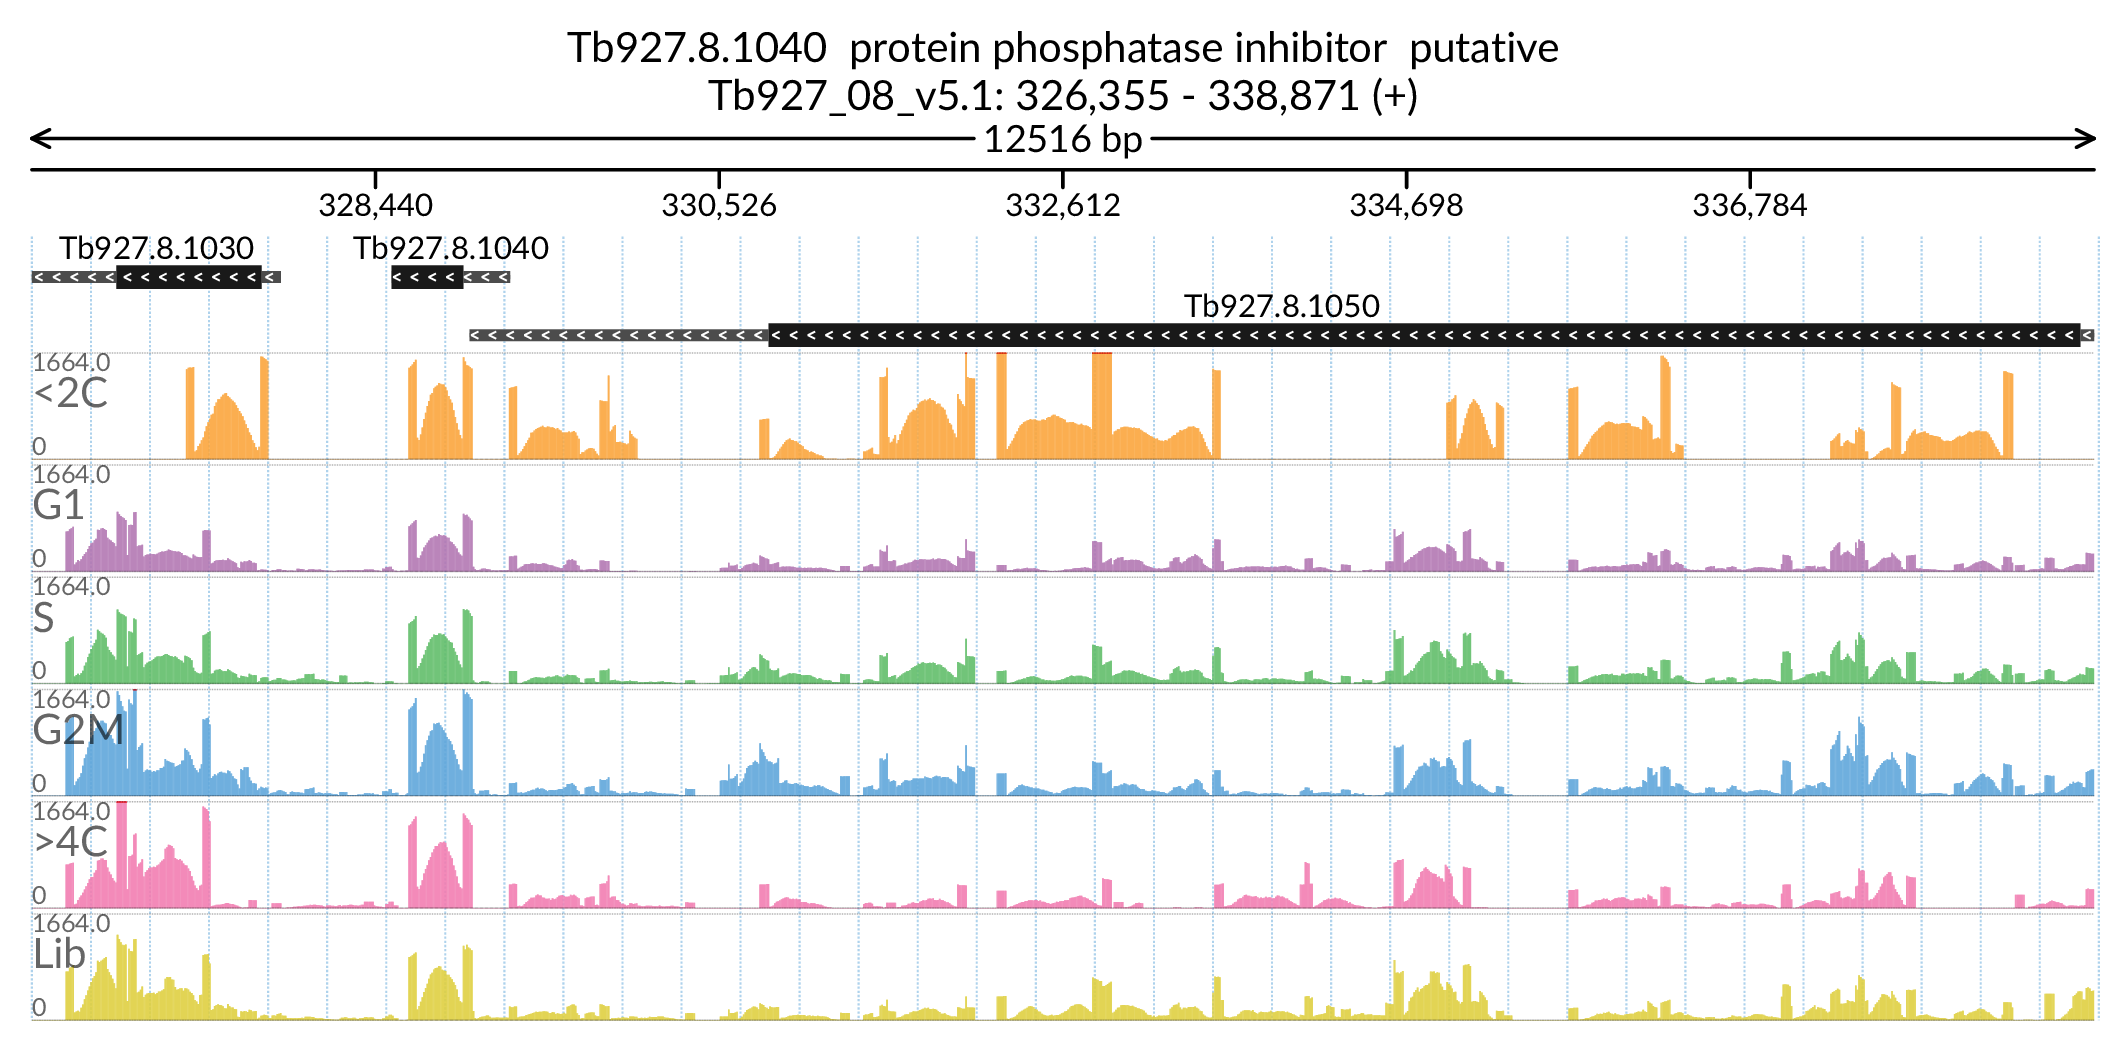 Tb927.8.1040 protein phosphatase inhibitor putative
Tb927_08_v5.1: 326,355 - 338,871 (+)
12516 bp
328,440 330,526 332,612 334,698 336,784
Tb927.8.1030 Tb927.8.1040
Tb927.8.1050
1664.0
<2C
0
1664.0
G1
0
1664.0
S
0
1664.0
G2M
0
1664.0
>4C
0
1664.0
Lib
0